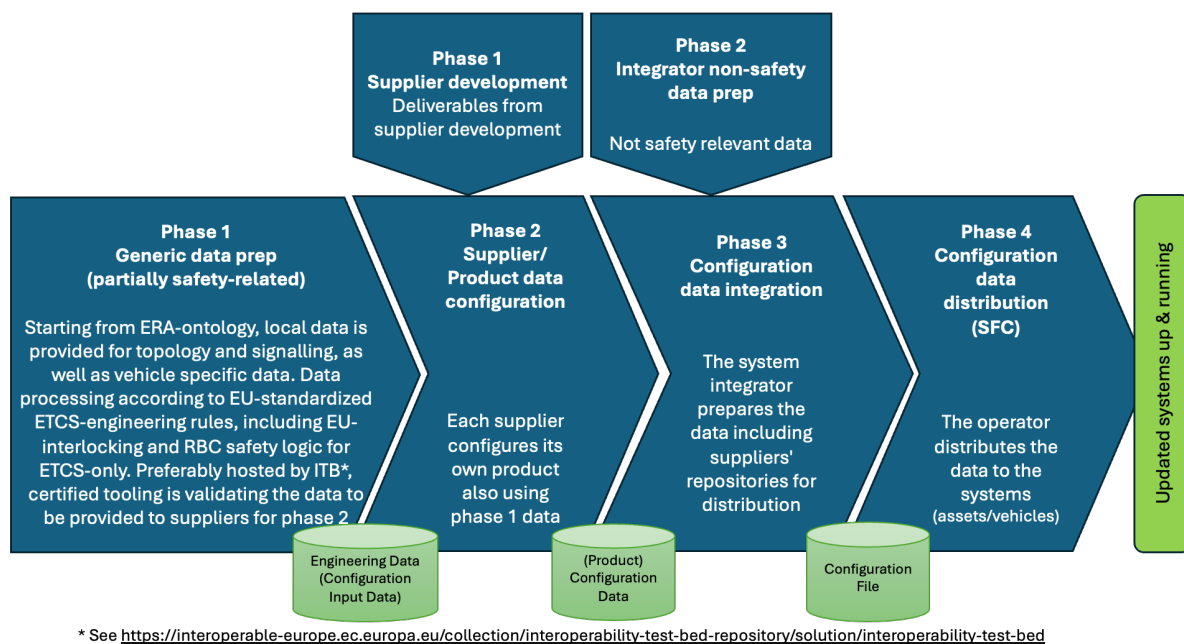 Phase 1
Supplier development
Deliverables from
supplier development
Phase 2
Integrator non-safety
data prep
Not safety relevant data
Phase 1
Generic data prep
(partially safety-related)
Starting from ERA-ontology, local data is
provided for topology and signalling, as
well as vehicle specific data. Data
processing according to EU-standardized
ETCS-engineering rules, including EU-
interlocking and RBC safety logic for
ETCS-only. Preferably hosted by ITB*,
certified tooling is validating the data to
be provided to suppliers for phase 2
Phase 2
Supplier/
Product data
configuration
Each supplier
configures its
own product
also using
phase 1 data
Phase 3
Configuration
data integration
The system
integrator
prepares the
data including
suppliers'
repositories for
distribution
Phase 4
Configuration
data
distribution
(SFC)
The operator
distributes the
data to the
systems
(assets/vehicles)
Updated systems up & running
Engineering Data
(Configuration
Input Data)
(Product)
Configuration
Data
Configuration
File
* See https://interoperable-europe.ec.europa.eu/collection/interoperability-test-bed-repository/solution/interoperability-test-bed